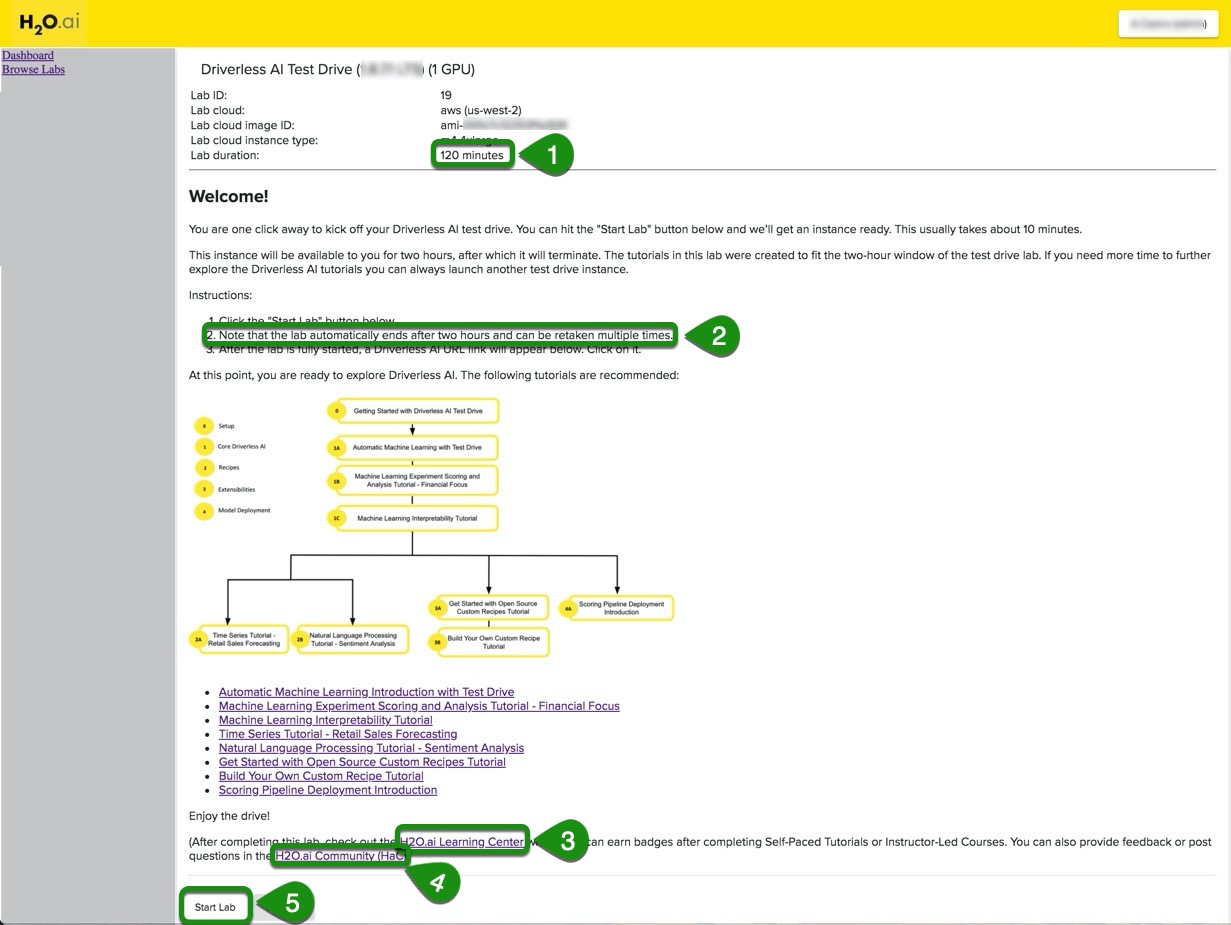 H2O.ai
Dashboard
Browse Labs
Driverless AI Test Drive ( ) (1 GPU)
Lab ID: 19
Lab cloud: aws (us-west-2)
Lab cloud image ID: ami-
Lab cloud instance type: m4.4xlarge
Lab duration: 120 minutes
1
Welcome!
You are one click away to kick off your Driverless AI test drive. You can hit the "Start Lab" button below and we'll get an instance ready. This usually takes about 10 minutes.
This instance will be available to you for two hours, after which it will terminate. The tutorials in this lab were created to fit the two-hour window of the test drive lab. If you need more time to further
explore the Driverless AI tutorials you can always launch another test drive instance.
Instructions:
1. Click the "Start Lab" button below
2. Note that the lab automatically ends after two hours and can be retaken multiple times.
2
3. After the lab is fully started, a Driverless AI URL link will appear below. Click on it.
At this point, you are ready to explore Driverless AI. The following tutorials are recommended:
0 Setup
1 Core Driverless AI
2 Recipes
3 Extensibilities
4 Model Deployment
0 Getting Started with Driverless AI Test Drive
1A Automatic Machine Learning with Test Drive
1B Machine Learning Experiment Scoring and
Analysis Tutorial - Financial Focus
1C Machine Learning Interpretability Tutorial
2A Time Series Tutorial -
Retail Sales Forecasting
2B Natural Language Processing
Tutorial - Sentiment Analysis
3A Get Started with Open Source
Custom Recipes Tutorial
3B Build Your Own Custom Recipe
Tutorial
4A Scoring Pipeline Deployment
Introduction
Automatic Machine Learning Introduction with Test Drive
Machine Learning Experiment Scoring and Analysis Tutorial - Financial Focus
Machine Learning Interpretability Tutorial
Time Series Tutorial - Retail Sales Forecasting
Natural Language Processing Tutorial - Sentiment Analysis
Get Started with Open Source Custom Recipes Tutorial
Build Your Own Custom Recipe Tutorial
Scoring Pipeline Deployment Introduction
Enjoy the drive!
(After completing this lab, check out the H2O.ai Learning Center 3 can earn badges after completing Self-Paced Tutorials or Instructor-Led Courses. You can also provide feedback or post
questions in the H2O.ai Community (HaC)
4
Start Lab
5